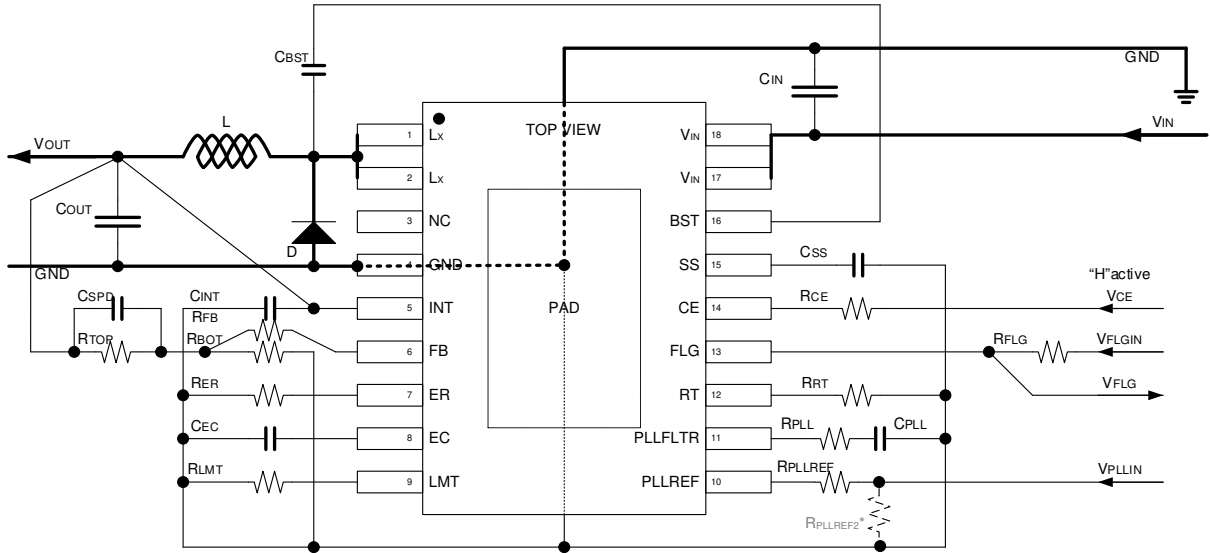 CBST
GND
CIN
L
TOP VIEW
VOUT
VIN
1 LX
VIN 18
2 LX
VIN 17
COUT
3 NC
BST 16
D
GND
4 GND
SS 15
CSS
"H"active
CSPD
CINT
5 INT
PAD
CE 14
RCE
VCE
RFB
RTOP
RBOT
6 FB
FLG 13
RFLG
VFLGIN
RER
7 ER
RT 12
RRT
VFLG
CEC
8 EC
PLLFLTR 11
RPLL
CPLL
RLMT
9 LMT
PLLREF 10
RPLLREF
VPLLIN
RPLLREF2*